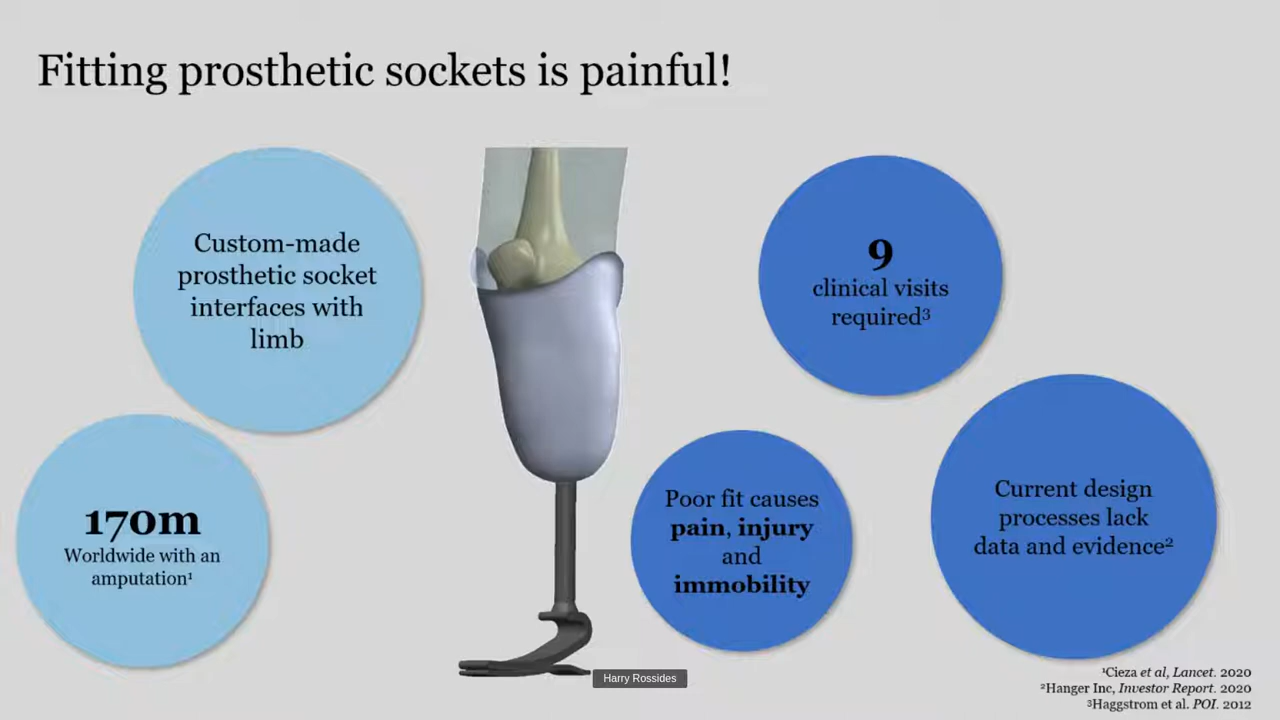 Fitting prosthetic sockets is painful!
Custom-made
prosthetic socket
interfaces with
limb
170m
Worldwide with an
amputation¹
9
clinical visits
required³
Poor fit causes
pain, injury
and
immobility
Current design
processes lack
data and evidence²
Harry Rossides
¹Cieza et al, Lancet. 2020
²Hanger Inc, Investor Report. 2020
³Haggstrom et al. POI. 2012